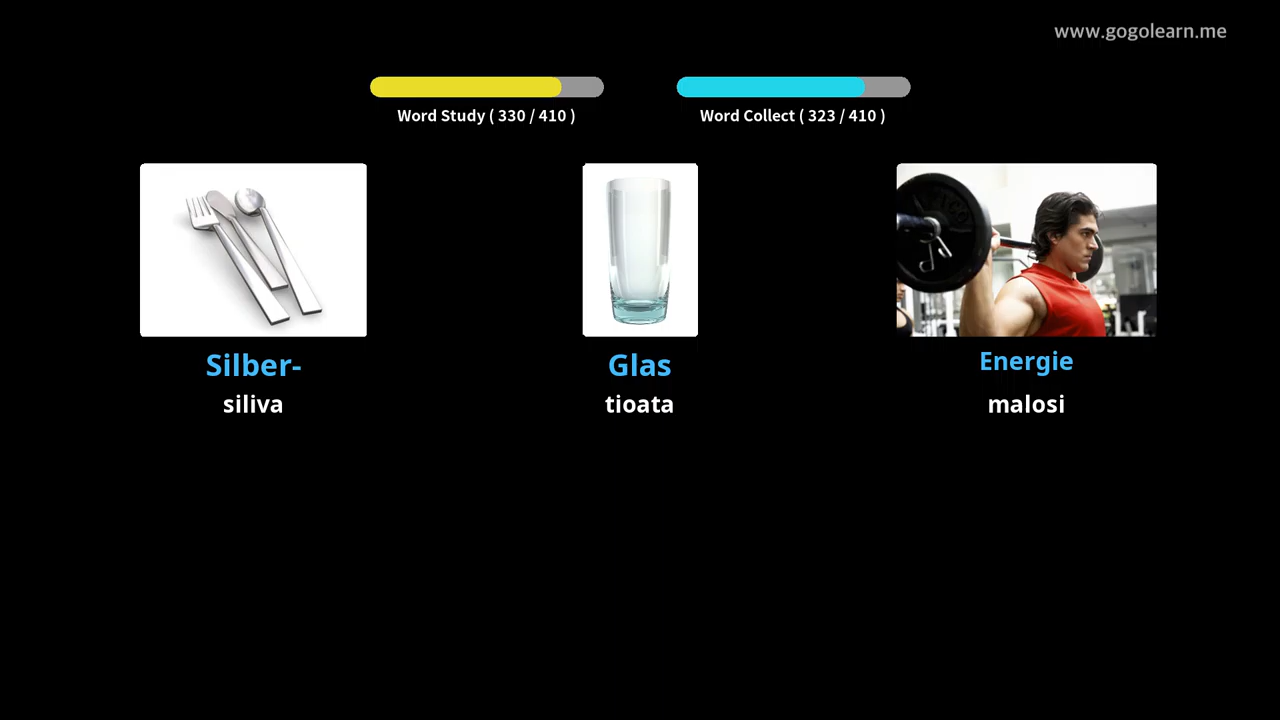 www.gogolearn.me
Word Study ( 330 / 410 )
Word Collect ( 323 / 410 )
Silber-
Glas
Energie
siliva
tioata
malosi